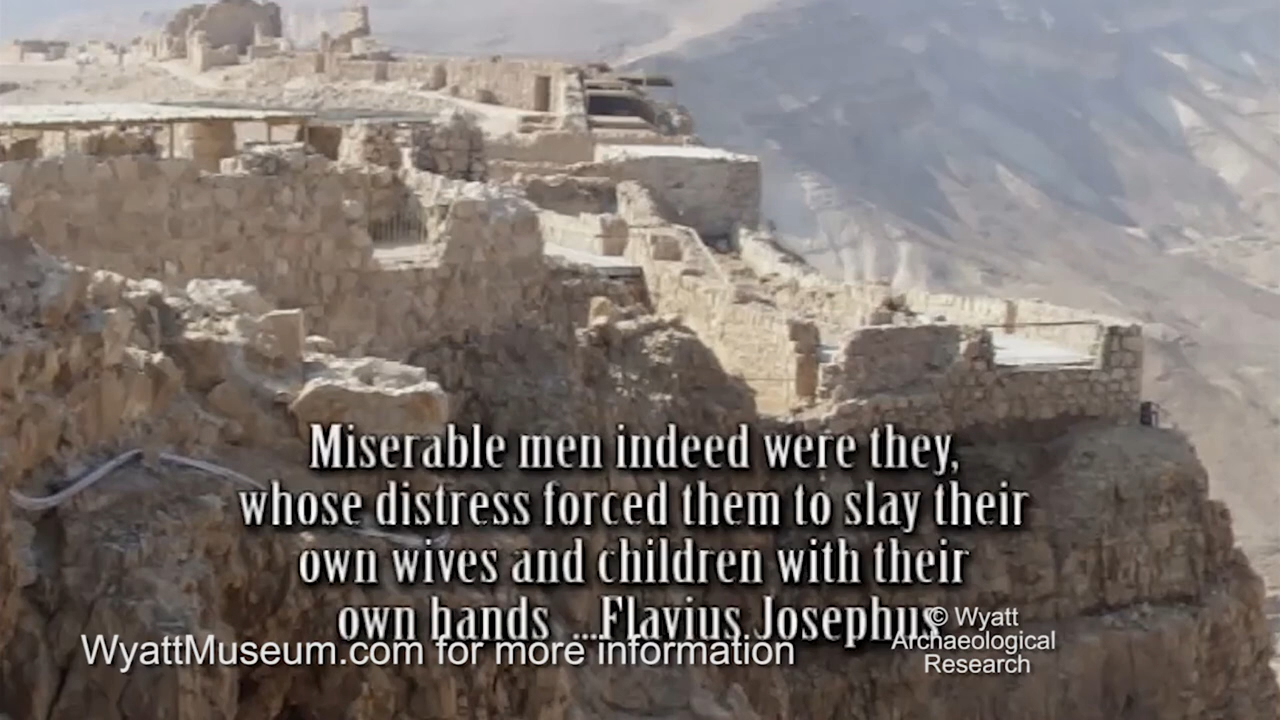 Miserable men indeed were they,
whose distress forced them to slay their
own wives and children with their
own hands ...Flavius Josephus
WyattMuseum.com for more information
© Wyatt
Archaeological
Research